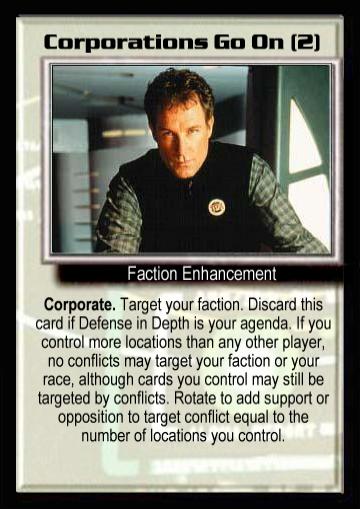 Corporations Go On (2)
Faction Enhancement
Corporate. Target your faction. Discard this
card if Defense in Depth is your agenda. If you
control more locations than any other player,
no conflicts may target your faction or your
race, although cards you control may still be
targeted by conflicts. Rotate to add support or
opposition to target conflict equal to the
number of locations you control.